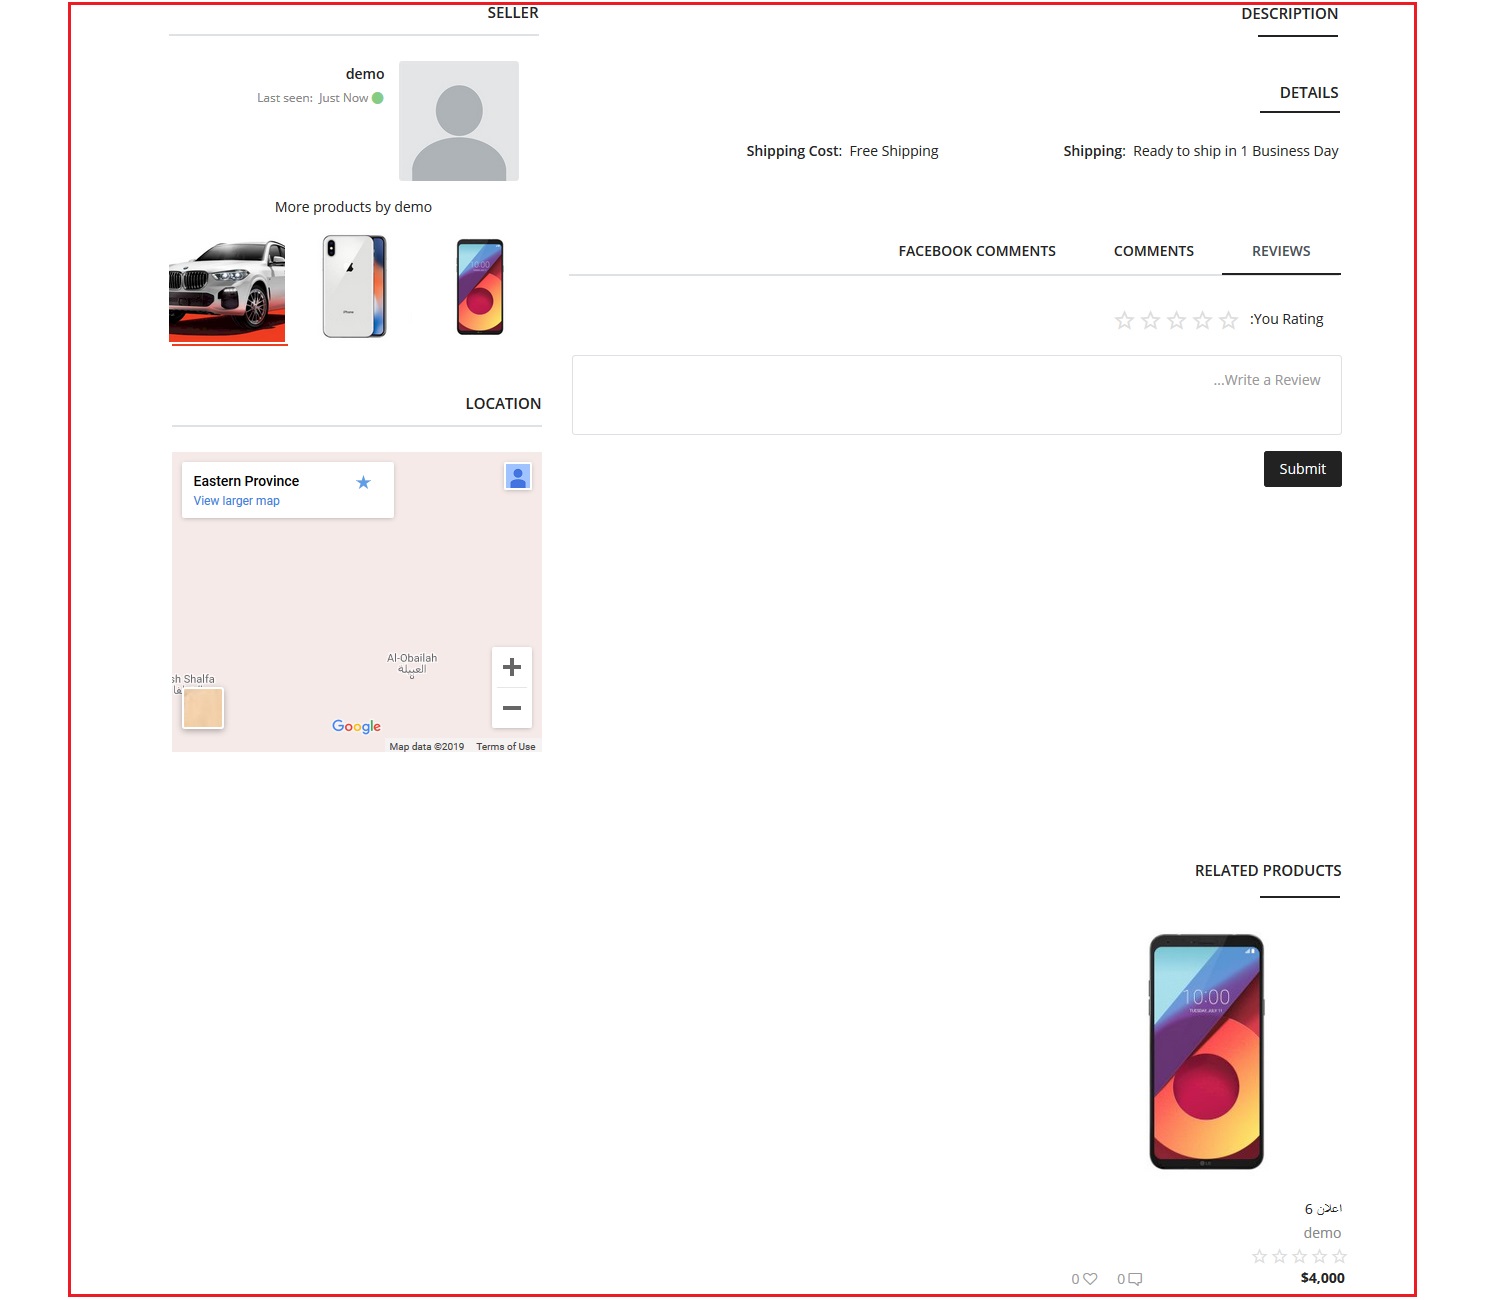 SELLER
DESCRIPTION
demo
Last seen: Just Now
DETAILS
Shipping Cost: Free Shipping
Shipping: Ready to ship in 1 Business Day
More products by demo
FACEBOOK COMMENTS
COMMENTS
REVIEWS
:You Rating
...Write a Review
Submit
LOCATION
Eastern Province
View larger map
Al-Obailah
العبيلة
sh Shalfa
Google
Map data ©2019
Terms of Use
RELATED PRODUCTS
10:00
اعلان 6
demo
0
0
$4,000